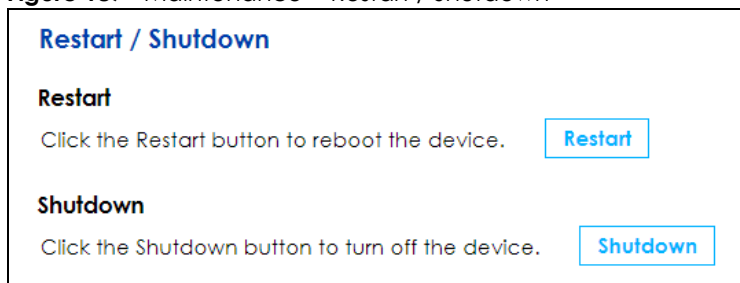 Restart / Shutdown
Restart
Click the Restart button to reboot the device. Restart
Shutdown
Click the Shutdown button to turn off the device. Shutdown